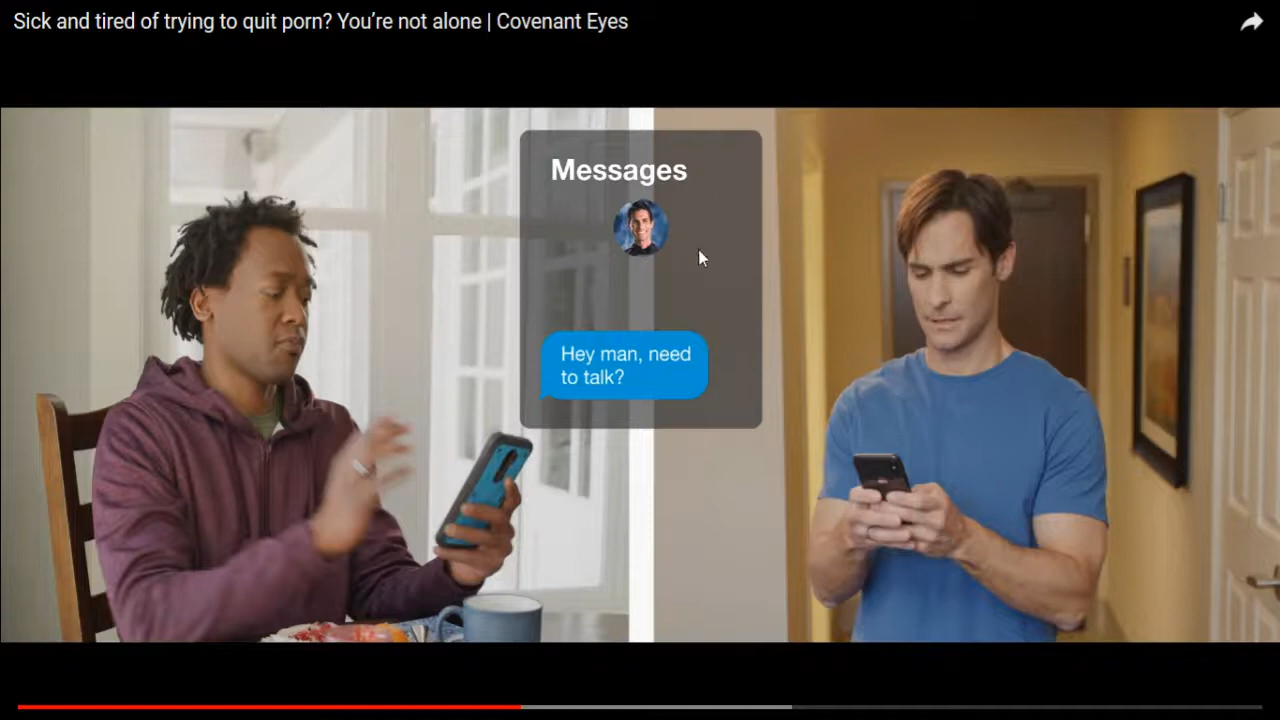 Sick and tired of trying to quit porn? You’re not alone | Covenant Eyes
Messages
Hey man, need
to talk?